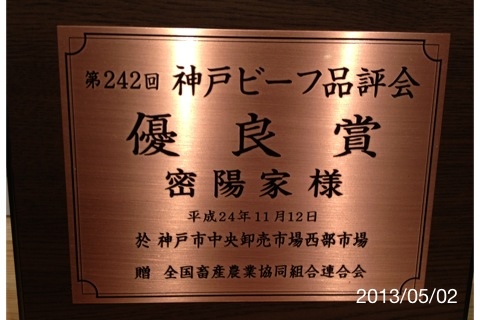 第242回 神戸ビーフ品評会
優良賞
密陽家様
平成24年11月12日
於 神戸市中央卸売市場西部市場
贈 全国畜産農業協同組合連合会
2013/05/02